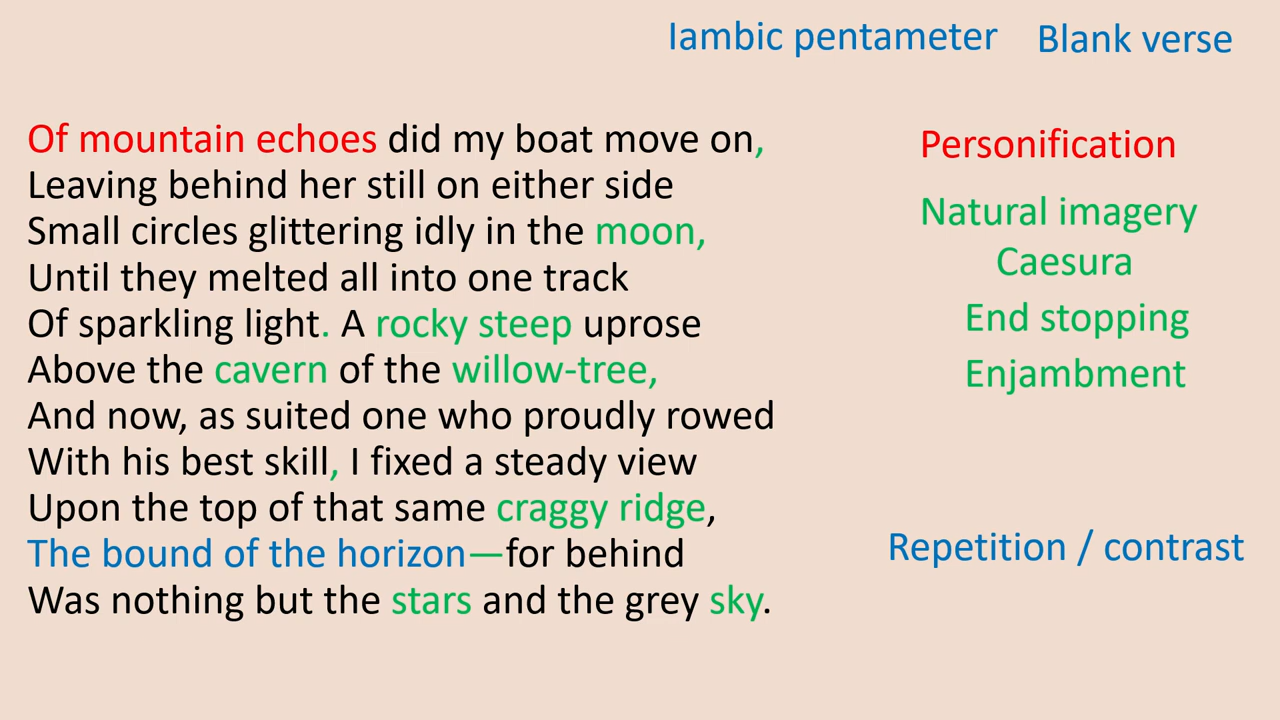 Iambic pentameter Blank verse
Of mountain echoes did my boat move on,
Leaving behind her still on either side
Small circles glittering idly in the moon,
Until they melted all into one track
Of sparkling light. A rocky steep uprose
Above the cavern of the willow-tree,
And now, as suited one who proudly rowed
With his best skill, I fixed a steady view
Upon the top of that same craggy ridge,
The bound of the horizon—for behind
Was nothing but the stars and the grey sky.
Personification
Natural imagery
Caesura
End stopping
Enjambment
Repetition / contrast